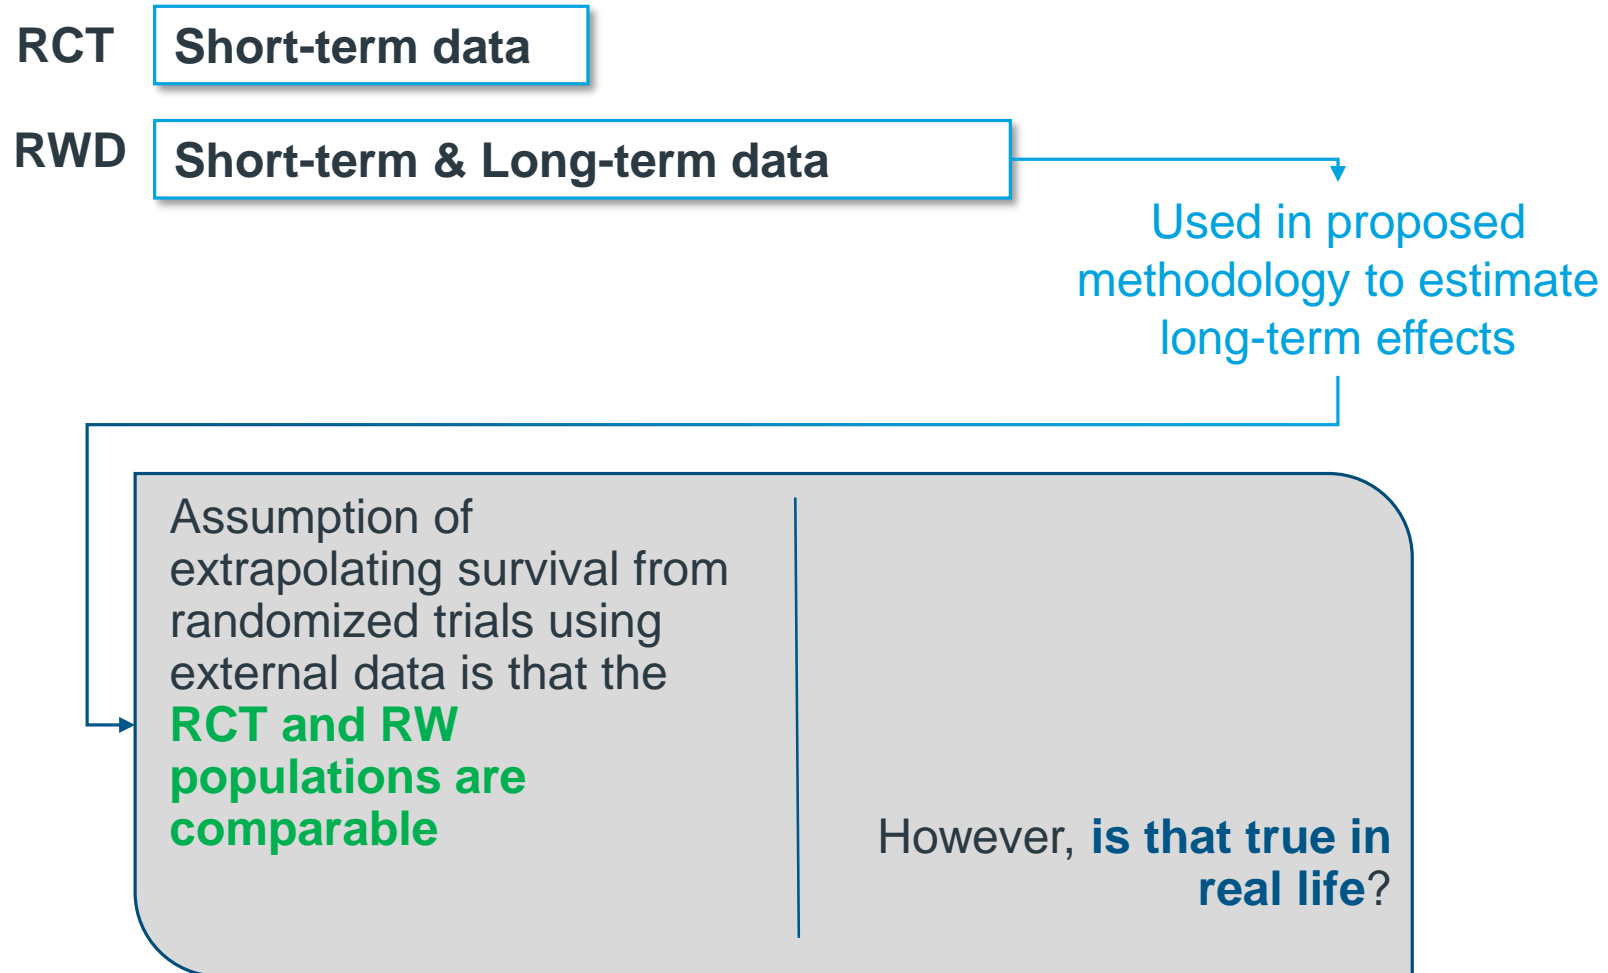 RCT
Short-term data
RWD
Short-term & Long-term data
Used in proposed
methodology to estimate
long-term effects
Assumption of
extrapolating survival from
randomized trials using
external data is that the
RCT and RW
populations are
comparable
However, is that true in
real life?